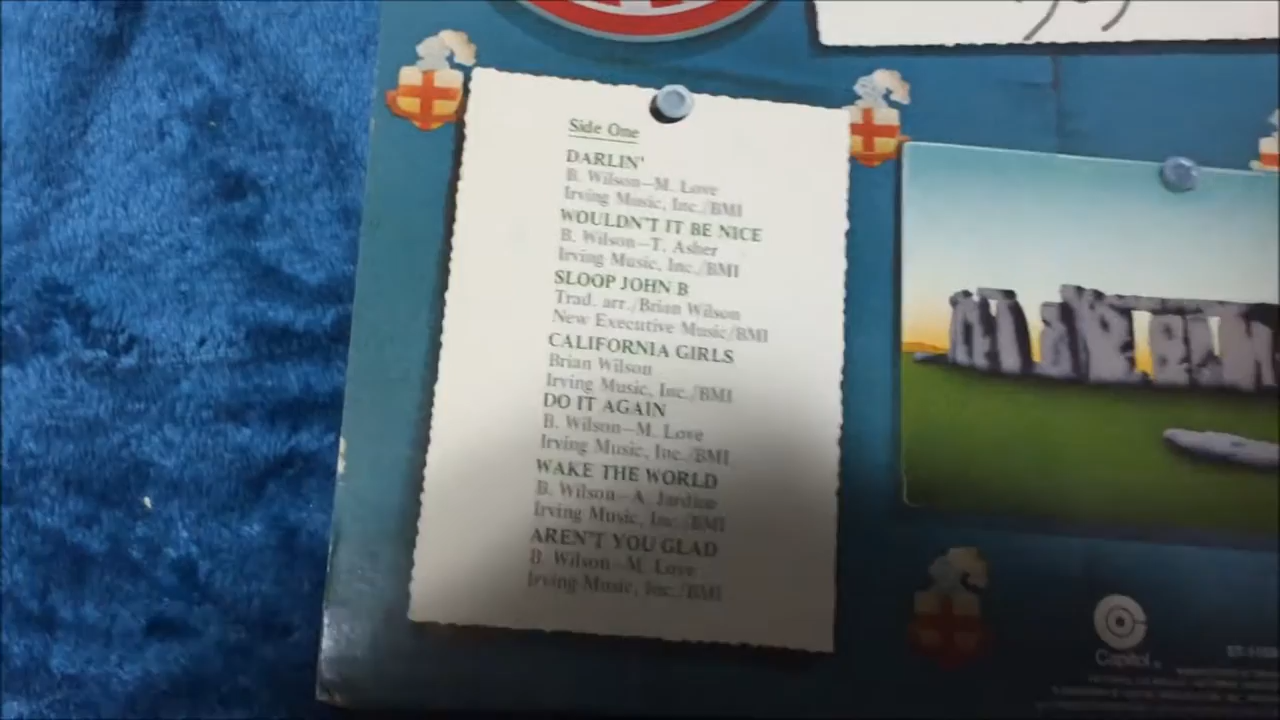 Side One
DARLIN'
B. Wilson—M. Love
Irving Music, Inc./BMI
WOULDN'T IT BE NICE
B. Wilson—T. Asher
Irving Music, Inc./BMI
SLOOP JOHN B
Trad. arr./Brian Wilson
New Executive Music/BMI
CALIFORNIA GIRLS
Brian Wilson
Irving Music, Inc./BMI
DO IT AGAIN
B. Wilson—M. Love
Irving Music, Inc./BMI
WAKE THE WORLD
B. Wilson—A. Jardine
Irving Music, Inc./BMI
AREN'T YOU GLAD
B. Wilson—M. Love
Irving Music, Inc./BMI
Capitol